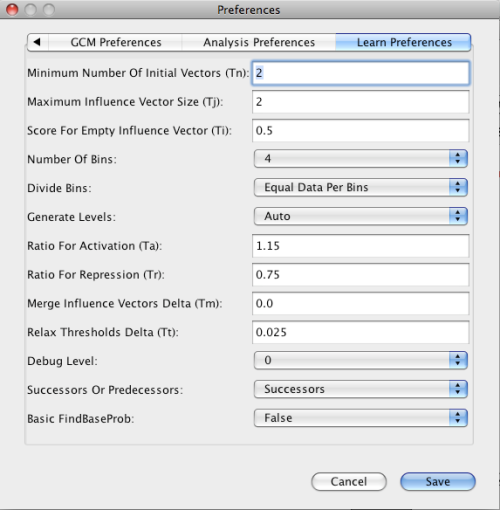 Preferences
GCM Preferences Analysis Preferences Learn Preferences
Minimum Number Of Initial Vectors (Tn): 2
Maximum Influence Vector Size (Tj): 2
Score For Empty Influence Vector (Ti): 0.5
Number Of Bins: 4
Divide Bins: Equal Data Per Bins
Generate Levels: Auto
Ratio For Activation (Ta): 1.15
Ratio For Repression (Tr): 0.75
Merge Influence Vectors Delta (Tm): 0.0
Relax Thresholds Delta (Tt): 0.025
Debug Level: 0
Successors Or Predecessors: Successors
Basic FindBaseProb: False
Cancel Save